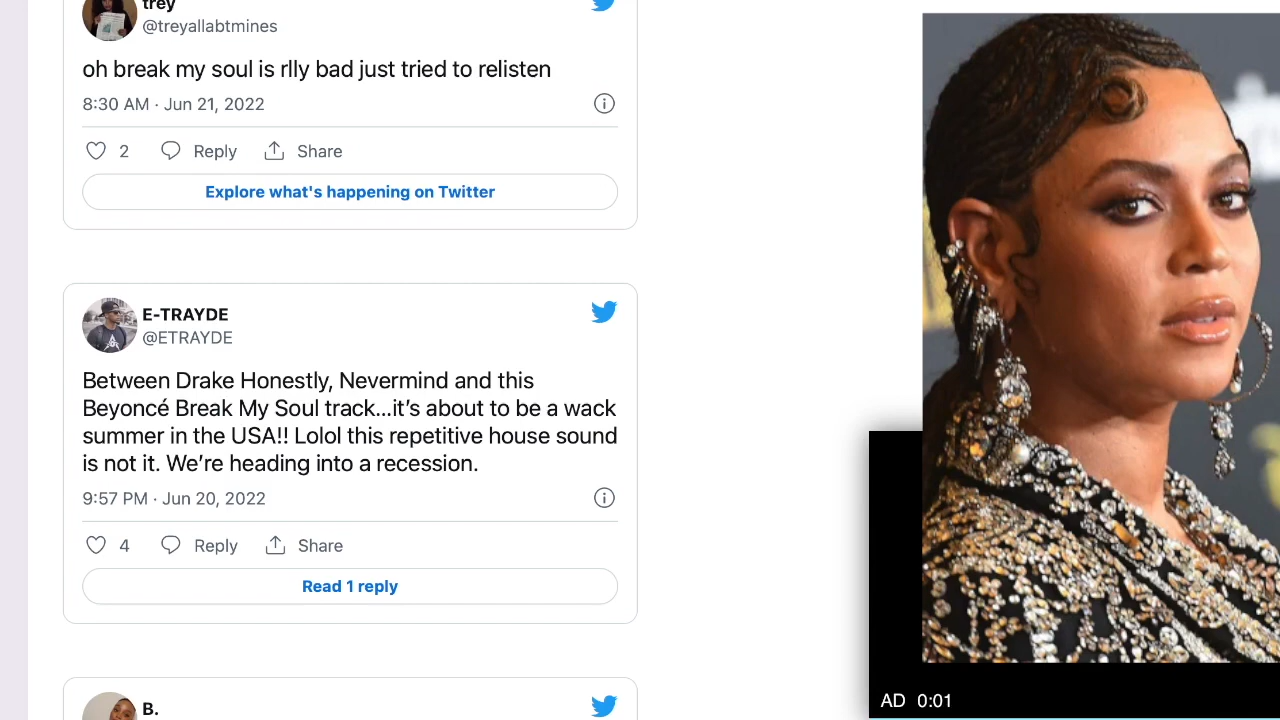 trey
@treyallabtmines
oh break my soul is rlly bad just tried to relisten
8:30 AM · Jun 21, 2022
2 Reply Share
Explore what's happening on Twitter
E-TRAYDE
@ETRAYDE
Between Drake Honestly, Nevermind and this
Beyoncé Break My Soul track...it’s about to be a wack
summer in the USA!! Lolol this repetitive house sound
is not it. We’re heading into a recession.
9:57 PM · Jun 20, 2022
4 Reply Share
Read 1 reply
B.
AD 0:01